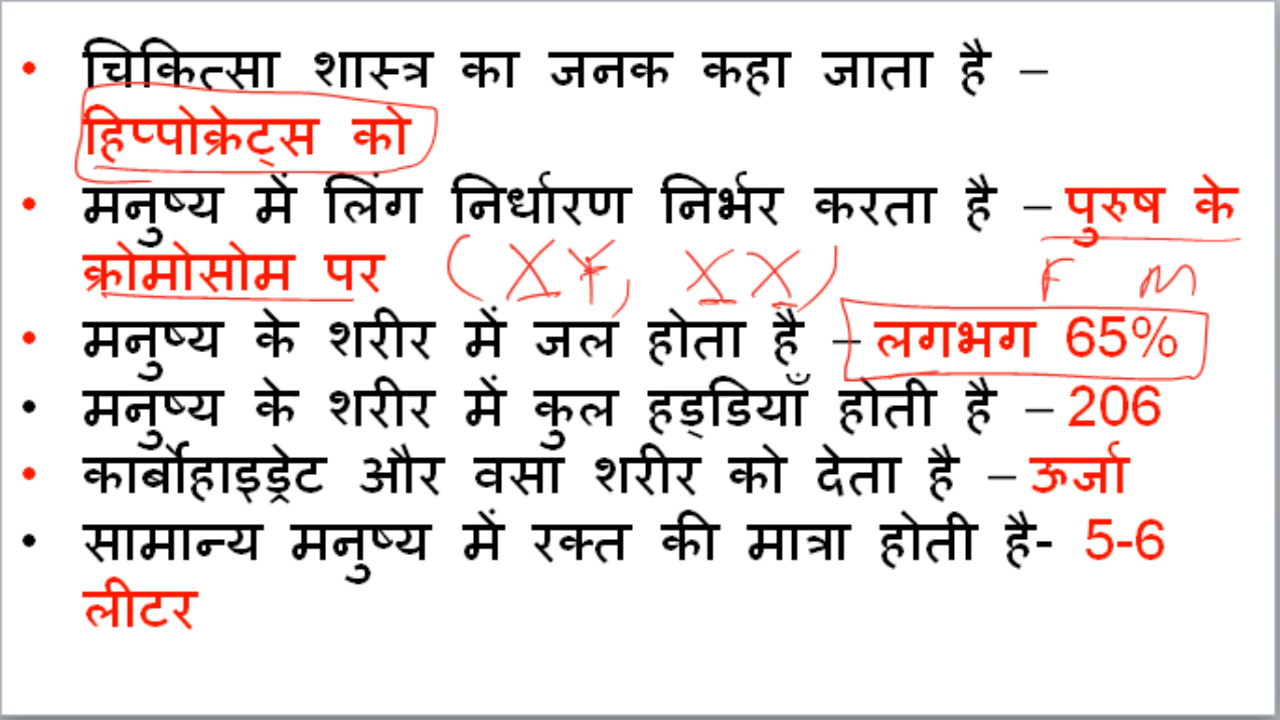 • चिकित्सा शास्त्र का जनक कहा जाता है –
हिप्पोक्रेट्स को
• मनुष्य में लिंग निर्धारण निर्भर करता है – पुरुष के
क्रोमोसोम पर (XY, XX) F M
• मनुष्य के शरीर में जल होता है – लगभग 65%
• मनुष्य के शरीर में कुल हड्डियाँ होती है – 206
• कार्बोहाइड्रेट और वसा शरीर को देता है – ऊर्जा
• सामान्य मनुष्य में रक्त की मात्रा होती है- 5-6
लीटर